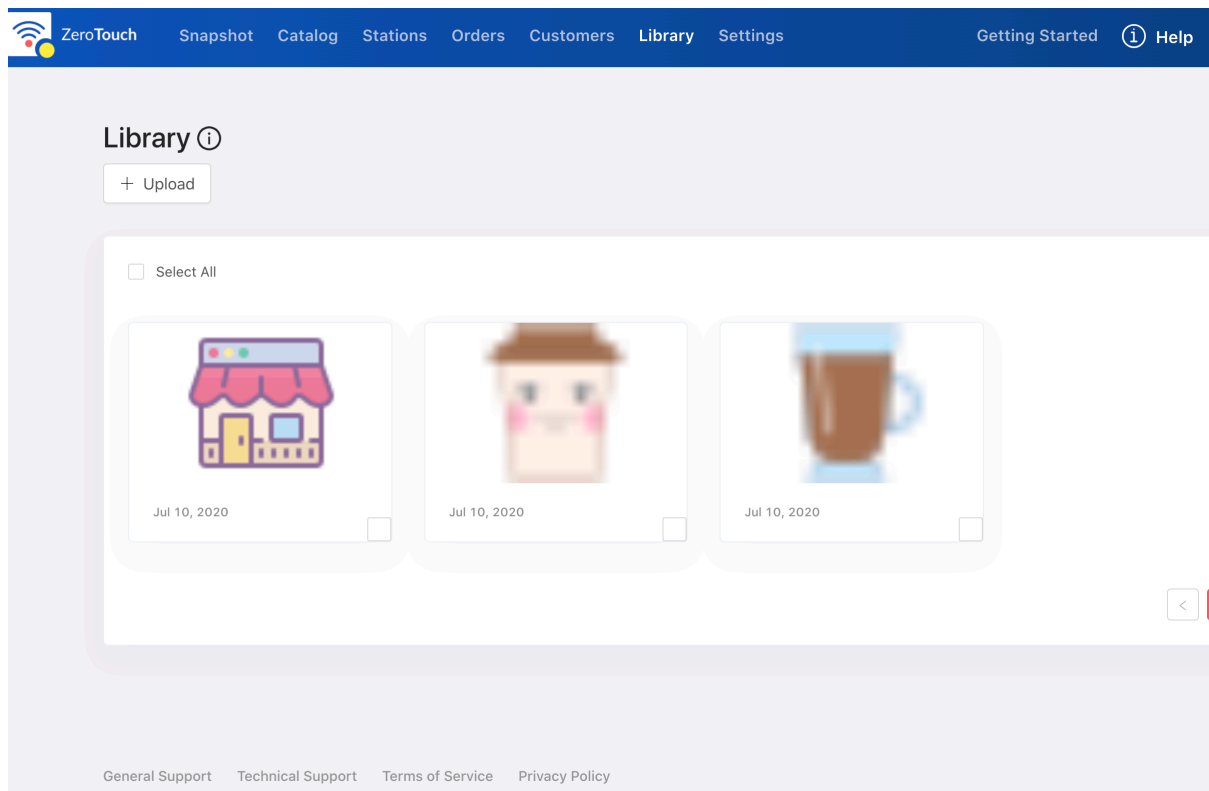 ZeroTouch Snapshot Catalog Stations Orders Customers Library Settings Getting Started Help
Library
+ Upload
Select All
Jul 10, 2020 Jul 10, 2020 Jul 10, 2020
<
General Support Technical Support Terms of Service Privacy Policy